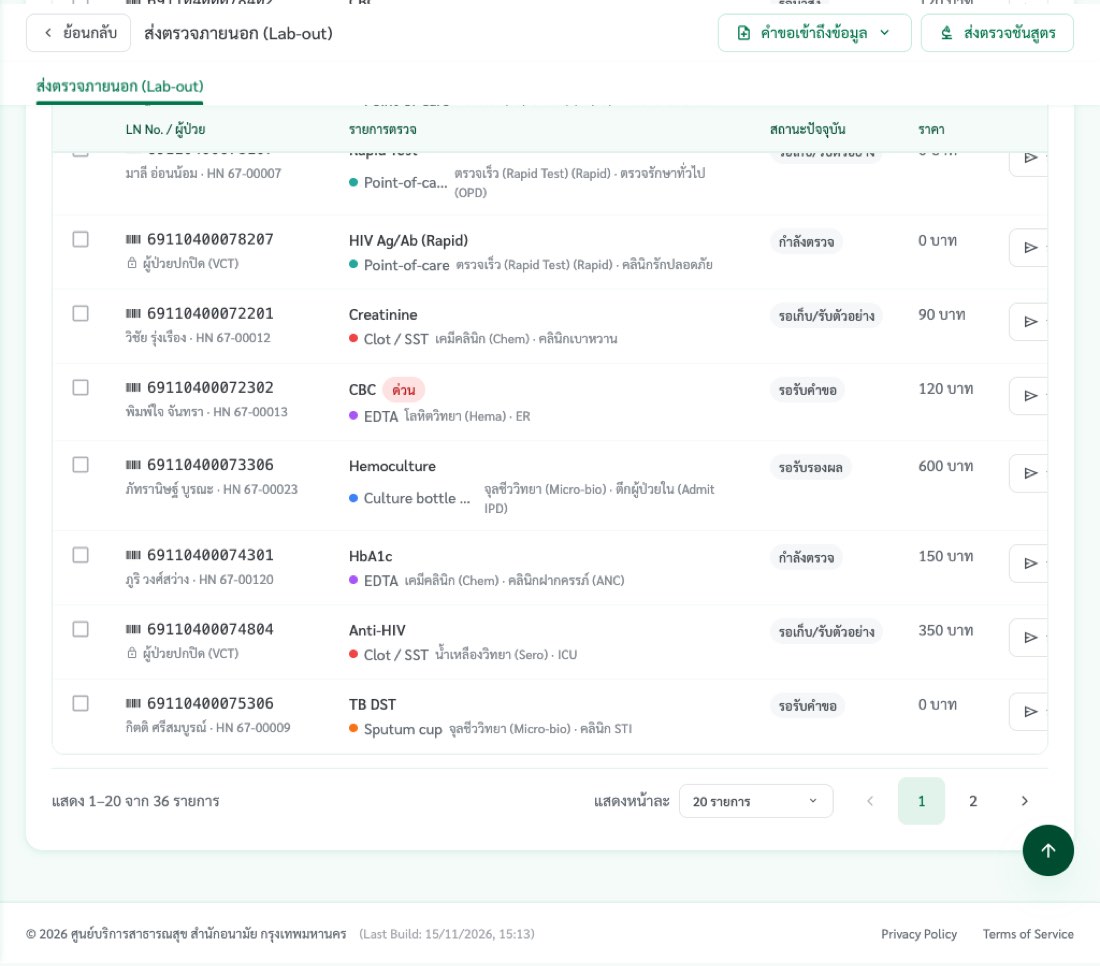 ย้อนกลับ
ส่งตรวจภายนอก (Lab-out)
คำขอเข้าถึงข้อมูล
ส่งตรวจชันสูตร
ส่งตรวจภายนอก (Lab-out)
LN No. / ผู้ป่วย รายการตรวจ สถานะปัจจุบัน ราคา
มาลี อ่อนน้อม · HN 67-00007
Point-of-ca... ตรวจเร็ว (Rapid Test) (Rapid) · ตรวจรักษาทั่วไป
(OPD)
69110400078207 HIV Ag/Ab (Rapid) กำลังตรวจ 0 บาท
ผู้ป่วยปกปิด (VCT) Point-of-care ตรวจเร็ว (Rapid Test) (Rapid) · คลินิกรักปลอดภัย
69110400072201 Creatinine รอเก็บ/รับตัวอย่าง 90 บาท
วิชัย รุ่งเรือง · HN 67-00012 Clot / SST เคมีคลินิก (Chem) · คลินิกเบาหวาน
69110400072302 CBC ด่วน รอรับคำขอ 120 บาท
พิมพ์ใจ จันทรา · HN 67-00013 EDTA โลหิตวิทยา (Hema) · ER
69110400073306 Hemoculture รอรับรองผล 600 บาท
ภัทรานิษฐ์ บูรณะ · HN 67-00023 Culture bottle ... จุลชีววิทยา (Micro-bio) · ตึกผู้ป่วยใน (Admit
IPD)
69110400074301 HbA1c กำลังตรวจ 150 บาท
ภูริ วงศ์สว่าง · HN 67-00120 EDTA เคมีคลินิก (Chem) · คลินิกฝากครรภ์ (ANC)
69110400074804 Anti-HIV รอเก็บ/รับตัวอย่าง 350 บาท
ผู้ป่วยปกปิด (VCT) Clot / SST น้ำเหลืองวิทยา (Sero) · ICU
69110400075306 TB DST รอรับคำขอ 0 บาท
กิตติ ศรีสมบูรณ์ · HN 67-00009 Sputum cup จุลชีววิทยา (Micro-bio) · คลินิก STI
แสดง 1–20 จาก 36 รายการ แสดงหน้าละ 20 รายการ 1 2
© 2026 ศูนย์บริการสาธารณสุข สำนักอนามัย กรุงเทพมหานคร (Last Build: 15/11/2026, 15:13) Privacy Policy Terms of Service